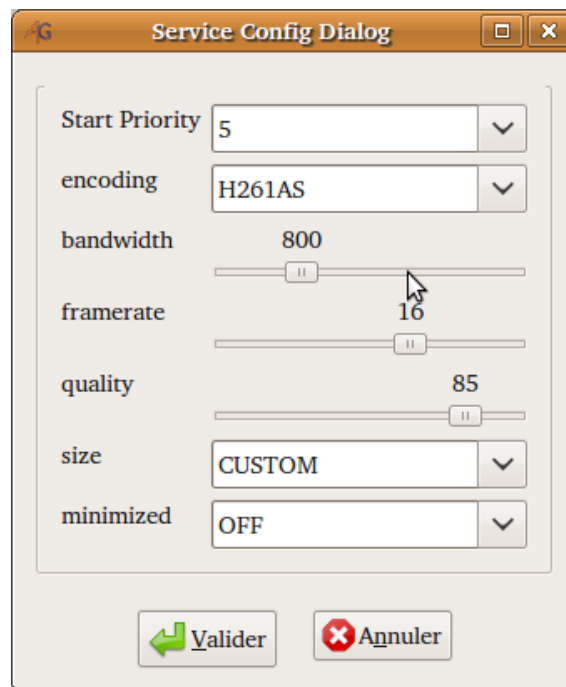 AG Service Config Dialog
Start Priority 5
encoding H261AS
bandwidth 800
framerate 16
quality 85
size CUSTOM
minimized OFF
Valider Annuler